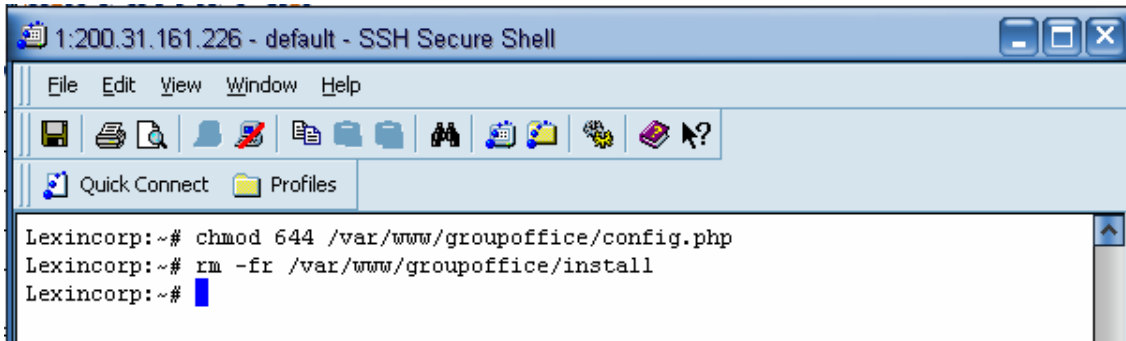 1:200.31.161.226 - default - SSH Secure Shell
File Edit View Window Help
Quick Connect Profiles
Lexincorp:~# chmod 644 /var/www/groupoffice/config.php
Lexincorp:~# rm -fr /var/www/groupoffice/install
Lexincorp:~#